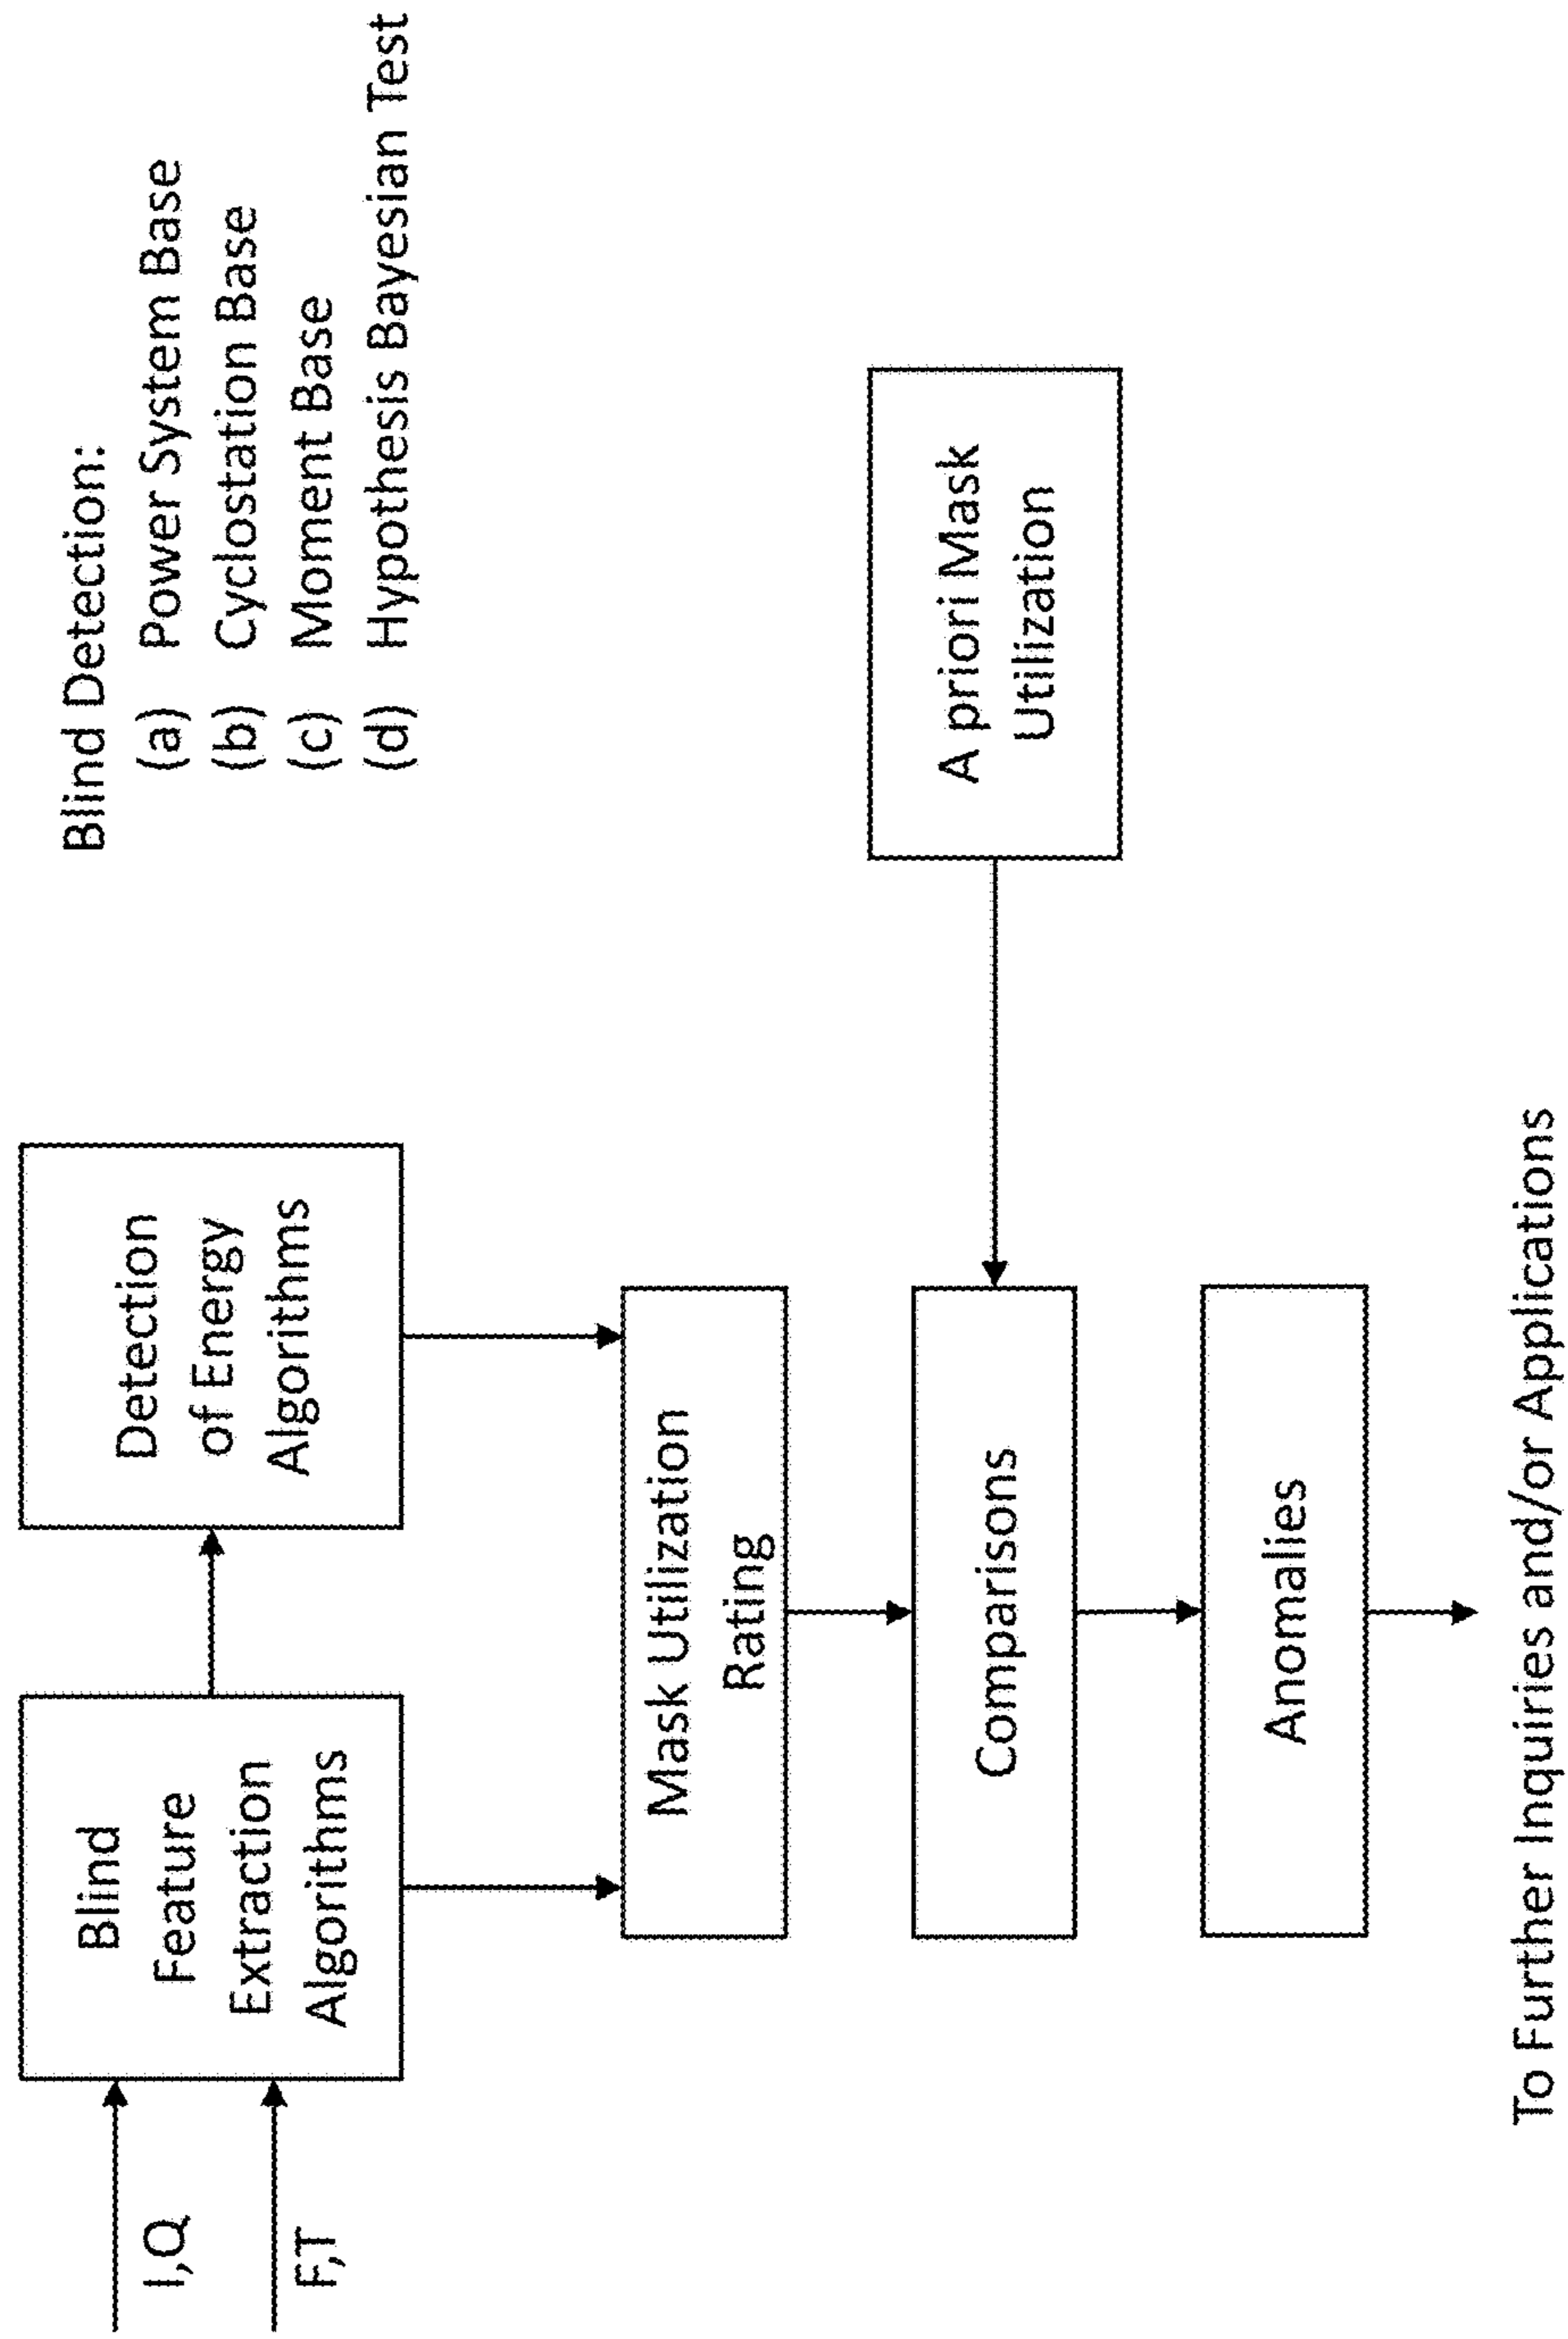 Blind Detection:
(a) Power System Base
(b) Cyclostation Base
(c) Moment Base
(d) Hypothesis Bayesian Test
I,Q
F,T
Blind
Feature
Extraction
Algorithms
Detection
of Energy
Algorithms
Mask Utilization
Rating
Comparisons
A priori Mask
Utilization
Anomalies
To Further Inquiries and/or Applications